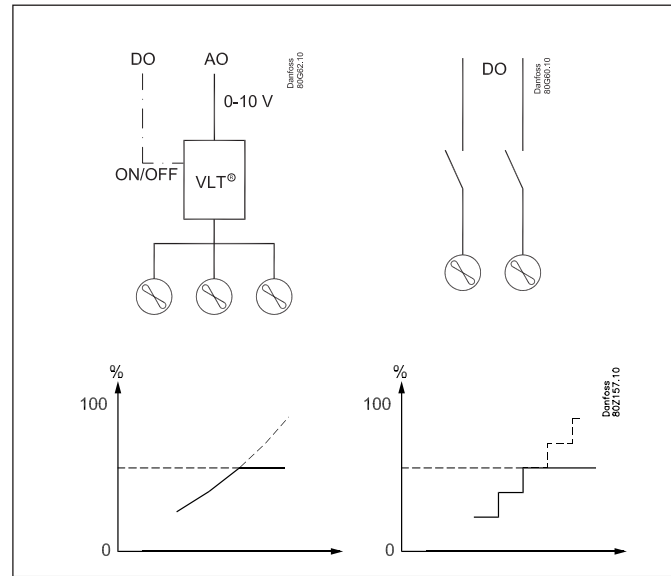 DO
AO
Danfoss
80G62.10
0-10 V
ON/OFF
VLT®
DO
Danfoss
80G60.10
%
100
0
%
100
0
Danfoss
80Z157.10